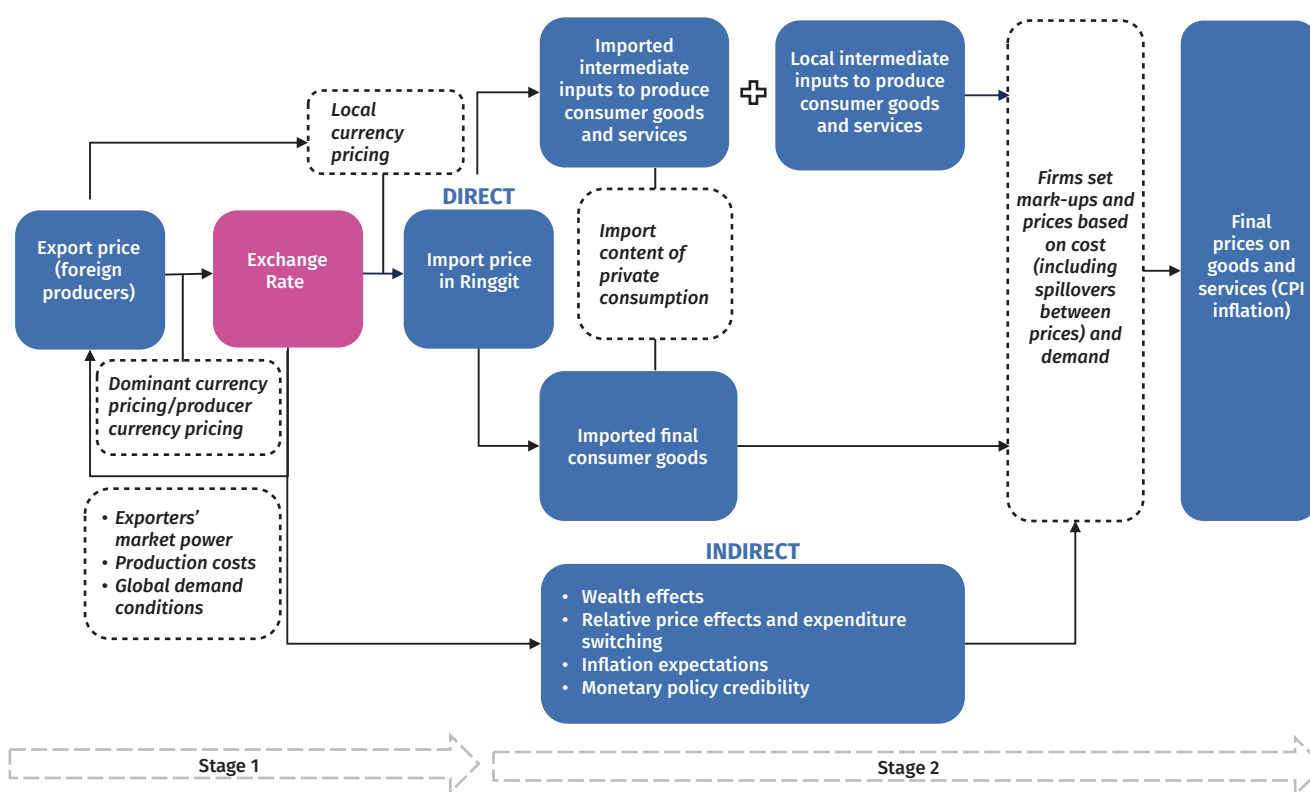 Imported
intermediate
inputs to produce
consumer goods
and services
Local intermediate
inputs to produce
consumer goods
and services
Local
currency
pricing
DIRECT
Export price
(foreign
producers)
Exchange
Rate
Import price
in Ringgit
Import
content of
private
consumption
Firms set
mark-ups and
prices based
on cost
(including
spillovers
between
prices) and
demand
Final
prices on
goods and
services (CPI
inflation)
Dominant currency
pricing/producer
currency pricing
Imported final
consumer goods
• Exporters'
market power
• Production costs
• Global demand
conditions
INDIRECT
• Wealth effects
• Relative price effects and expenditure
switching
• Inflation expectations
• Monetary policy credibility
Stage 1
Stage 2